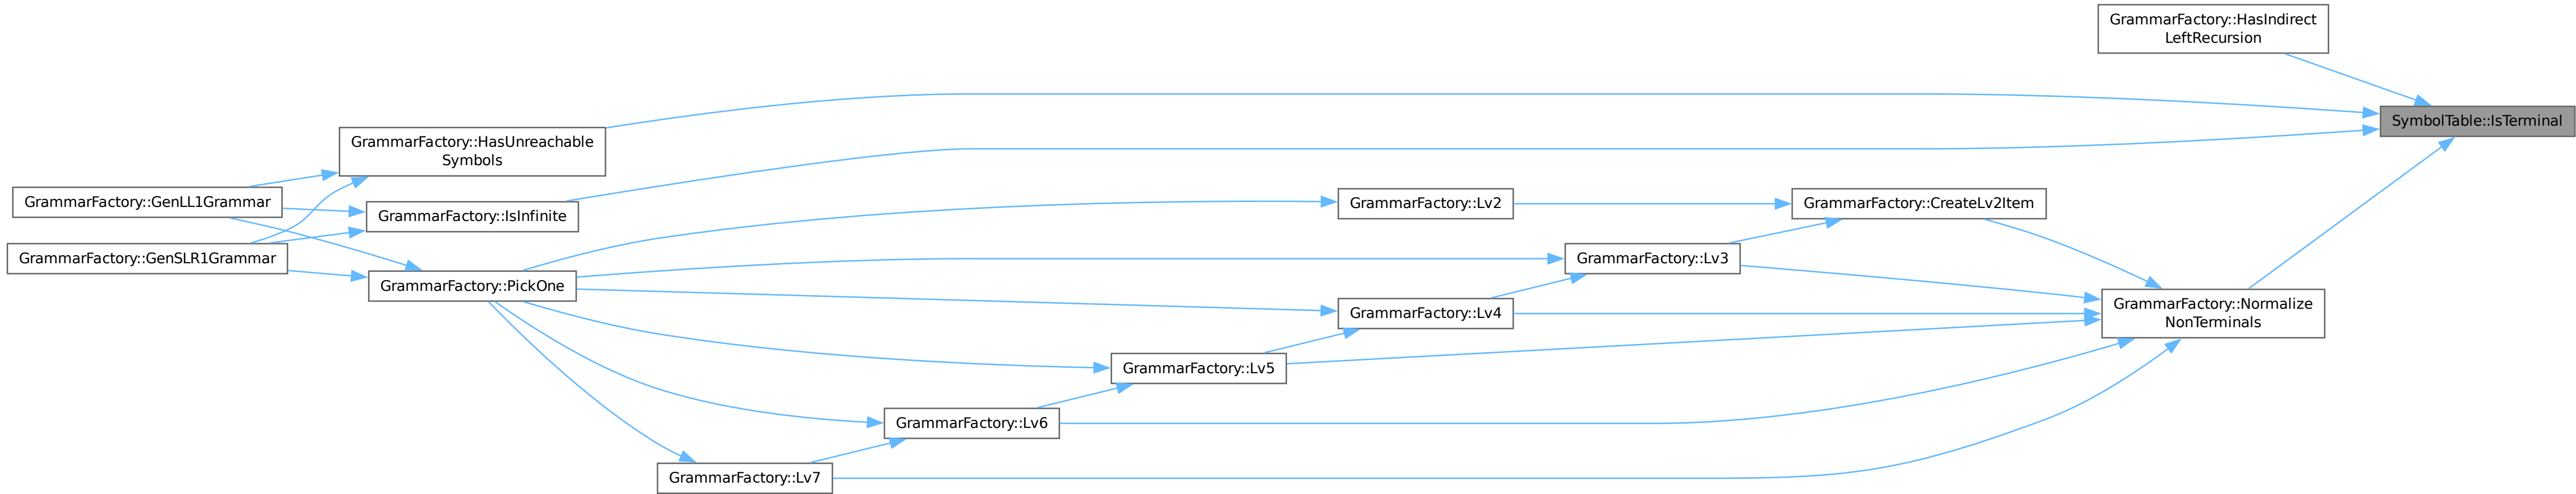 GrammarFactory::HasIndirect
LeftRecursion
SymbolTable::IsTerminal
GrammarFactory::HasUnreachable
Symbols
GrammarFactory::GenLL1Grammar
GrammarFactory::IsInfinite
GrammarFactory::Lv2
GrammarFactory::CreateLv2Item
GrammarFactory::GenSLR1Grammar
GrammarFactory::Lv3
GrammarFactory::PickOne
GrammarFactory::Lv4
GrammarFactory::Normalize
NonTerminals
GrammarFactory::Lv5
GrammarFactory::Lv6
GrammarFactory::Lv7